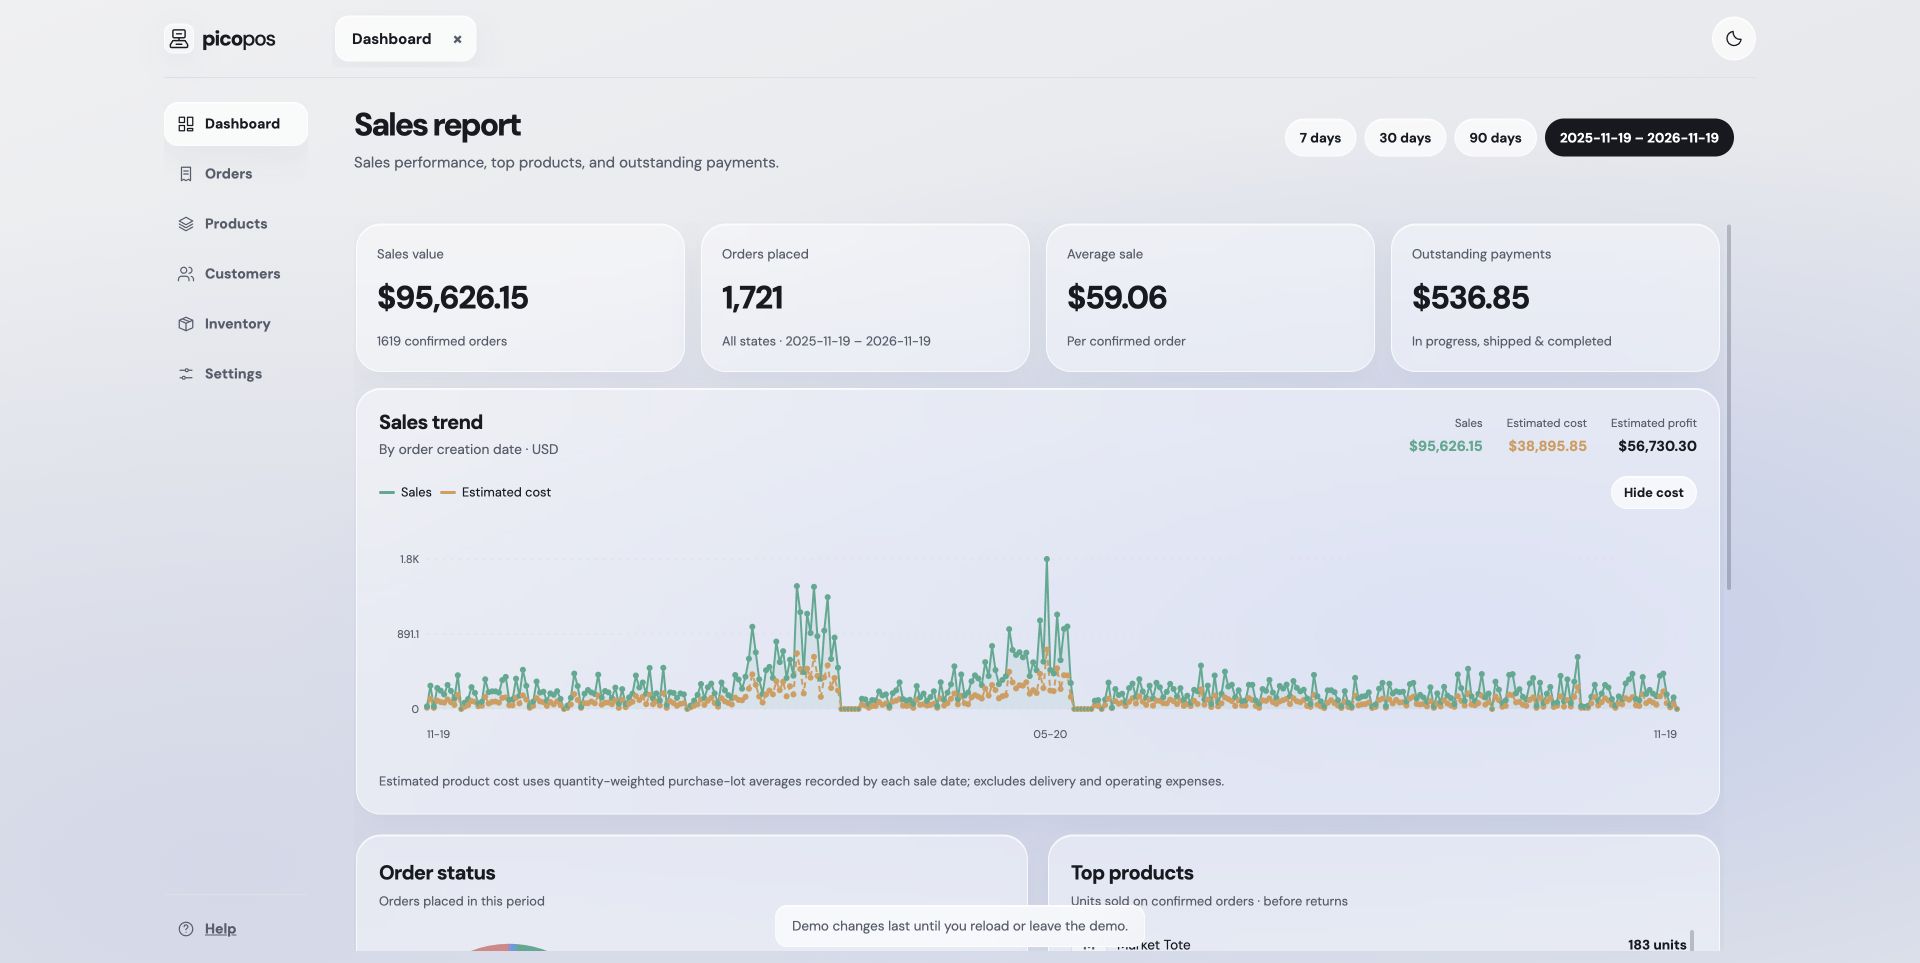 picopos
Dashboard ×
Dashboard
Orders
Products
Customers
Inventory
Settings
Help
Sales report
Sales performance, top products, and outstanding payments.
7 days
30 days
90 days
2025-11-19 – 2026-11-19
Sales value
$95,626.15
1619 confirmed orders
Orders placed
1,721
All states · 2025-11-19 – 2026-11-19
Average sale
$59.06
Per confirmed order
Outstanding payments
$536.85
In progress, shipped & completed
Sales trend
By order creation date · USD
Sales
$95,626.15
Estimated cost
$38,895.85
Estimated profit
$56,730.30
Sales
Estimated cost
Hide cost
1.8K
891.1
0
11-19
05-20
11-19
Estimated product cost uses quantity-weighted purchase-lot averages recorded by each sale date; excludes delivery and operating expenses.
Order status
Orders placed in this period
Top products
Units sold on confirmed orders · before returns
Market Tote
183 units
Demo changes last until you reload or leave the demo.